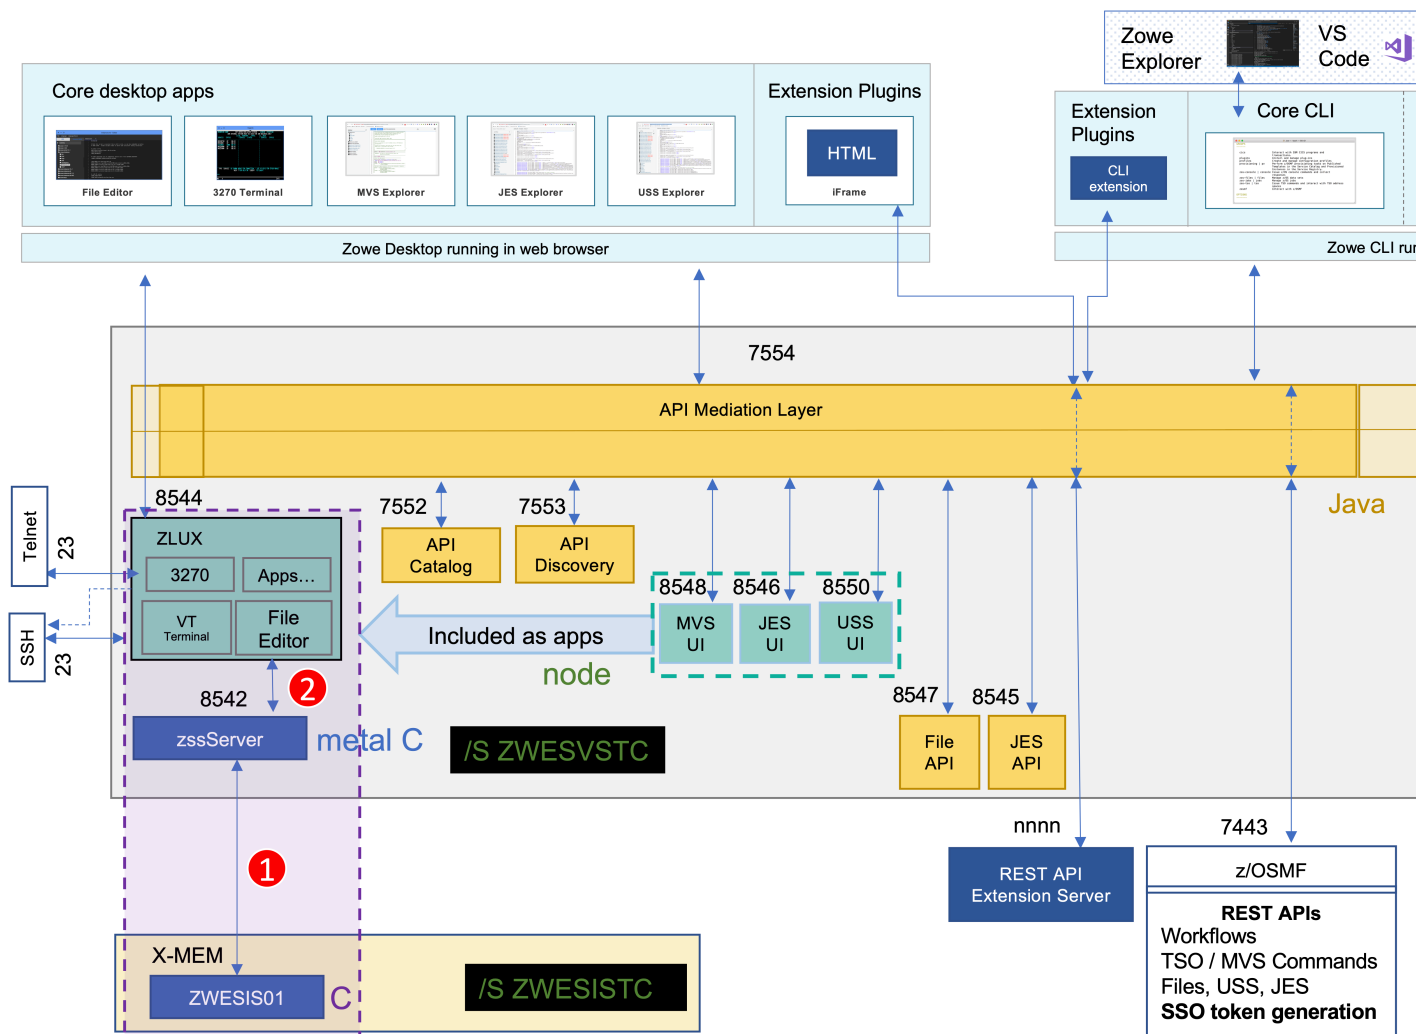 Zowe
Explorer
VS
Code
Core desktop apps
Extension Plugins
File Editor
3270 Terminal
MVS Explorer
JES Explorer
USS Explorer
HTML
iFrame
Zowe Desktop running in web browser
Extension
Plugins
CLI
extension
Core CLI
Zowe CLI run
7554
API Mediation Layer
Java
8544
7552
7553
Telnet
23
SSH
23
ZLUX
3270
Apps...
VT
Terminal
File
Editor
API
Catalog
API
Discovery
8548
8546
8550
MVS
UI
JES
UI
USS
UI
Included as apps
node
2
8542
zssServer
metal C
/S ZWESVSTC
8547
8545
File
API
JES
API
1
nnnn
REST API
Extension Server
7443
z/OSMF
REST APIs
Workflows
TSO / MVS Commands
Files, USS, JES
SSO token generation
X-MEM
ZWESIS01
C
/S ZWESISTC